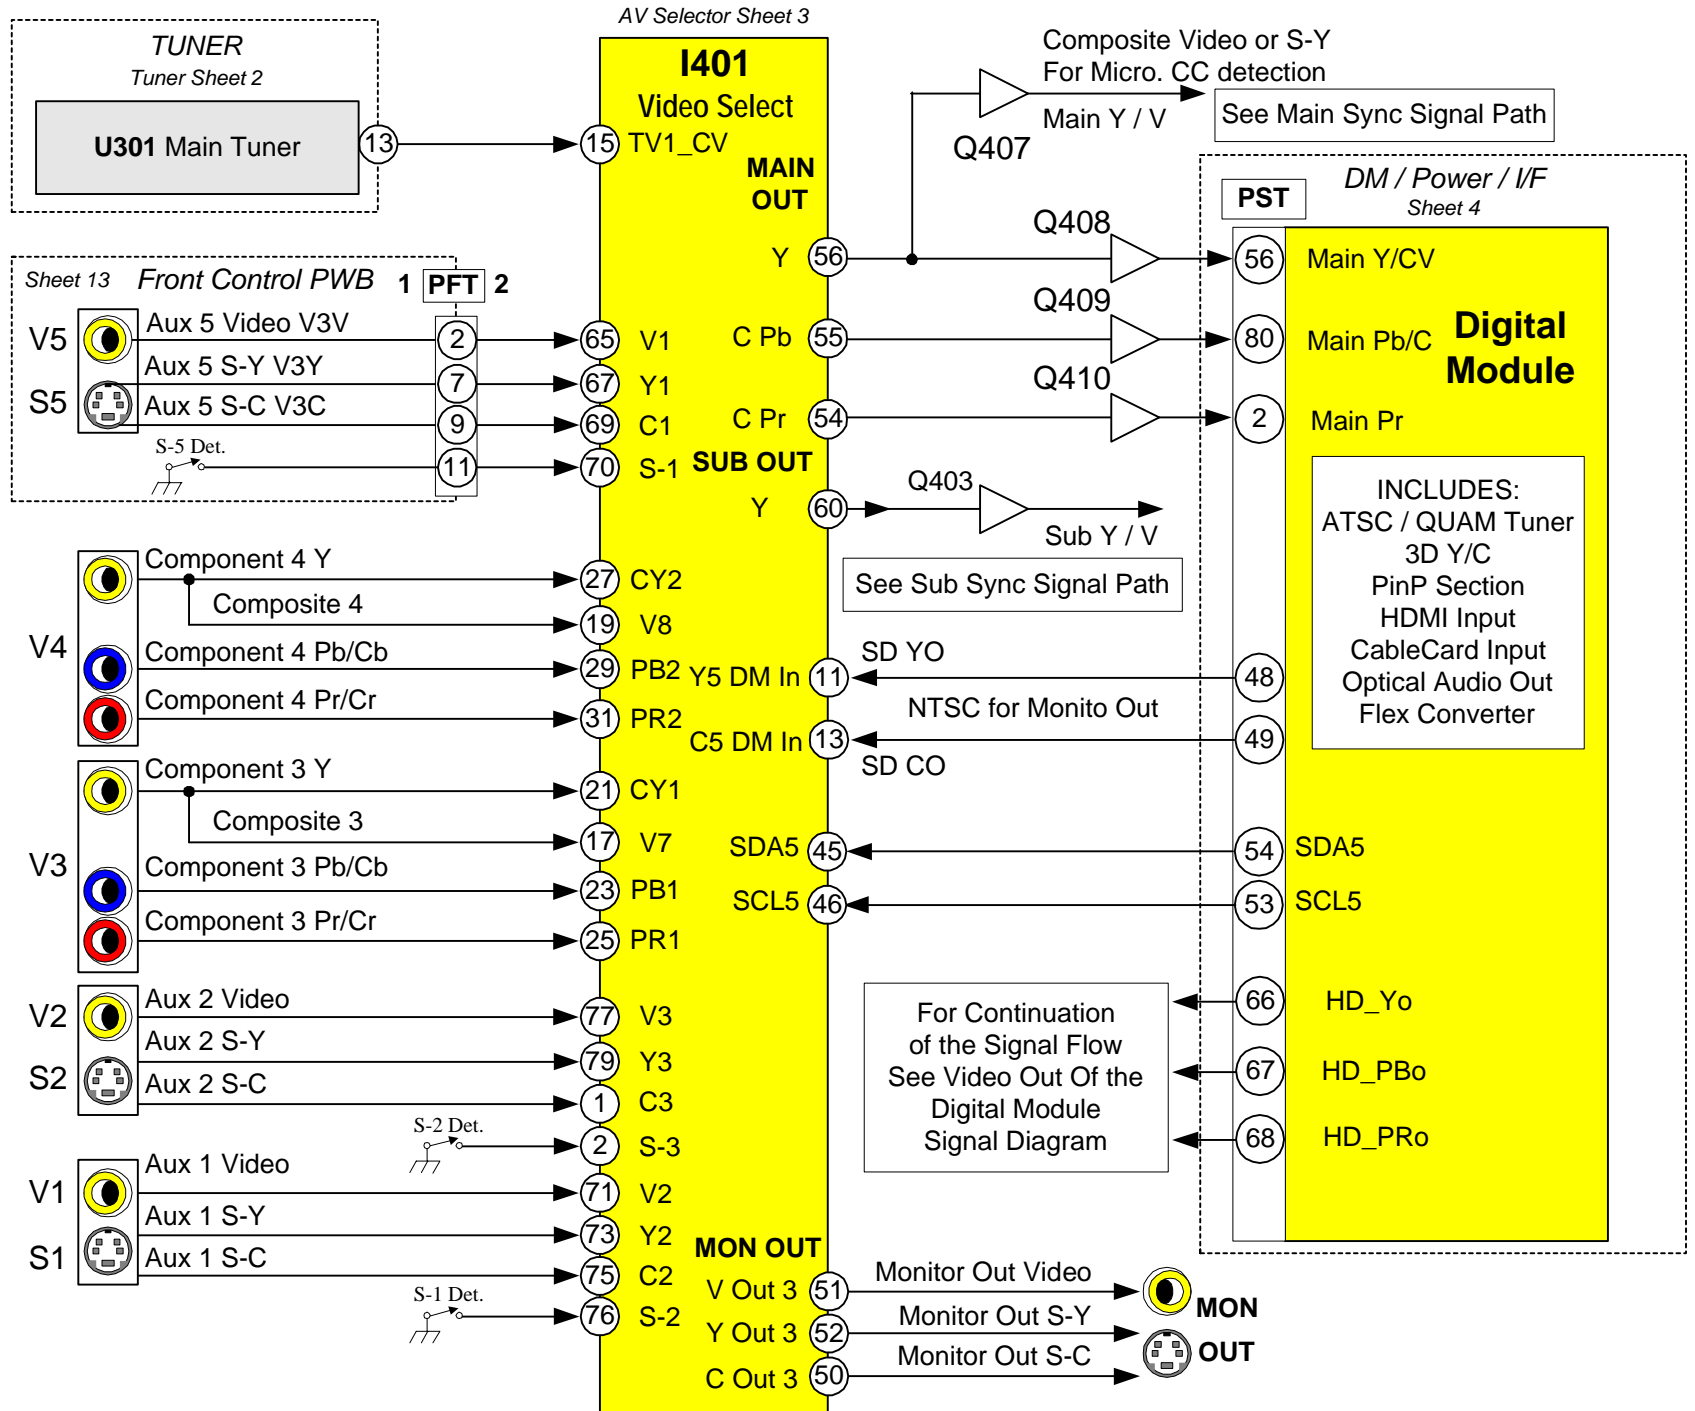 AV Selector Sheet 3
TUNER
Tuner Sheet 2
U301 Main Tuner
13
I401
Video Select
15 TV1_CV
MAIN
OUT
Composite Video or S-Y
For Micro. CC detection
Main Y / V
Q407
See Main Sync Signal Path
DM / Power / I/F
Sheet 4
PST
Sheet 13 Front Control PWB 1 PFT 2
V5
Aux 5 Video V3V
2
65 V1
Aux 5 S-Y V3Y
7
67 Y1
S5
Aux 5 S-C V3C
9
69 C1
S-5 Det.
11
70 S-1
Y 56
Q408
56 Main Y/CV
C Pb 55
Q409
80 Main Pb/C
Digital
Module
C Pr 54
Q410
2 Main Pr
SUB OUT
Y 60
Q403
Sub Y / V
See Sub Sync Signal Path
INCLUDES:
ATSC / QUAM Tuner
3D Y/C
PinP Section
HDMI Input
CableCard Input
Optical Audio Out
Flex Converter
V4
Component 4 Y
27 CY2
Composite 4
19 V8
Component 4 Pb/Cb
29 PB2
Component 4 Pr/Cr
31 PR2
Y5 DM In 11
SD YO
48
NTSC for Monito Out
C5 DM In 13
SD CO
49
V3
Component 3 Y
21 CY1
Composite 3
17 V7
Component 3 Pb/Cb
23 PB1
Component 3 Pr/Cr
25 PR1
SDA5 45
54 SDA5
SCL5 46
53 SCL5
V2
Aux 2 Video
77 V3
Aux 2 S-Y
79 Y3
S2
Aux 2 S-C
1 C3
S-2 Det.
2 S-3
For Continuation
of the Signal Flow
See Video Out Of the
Digital Module
Signal Diagram
66 HD_Yo
67 HD_PBo
68 HD_PRo
V1
Aux 1 Video
71 V2
Aux 1 S-Y
73 Y2
S1
Aux 1 S-C
75 C2
S-1 Det.
76 S-2
MON OUT
V Out 3 51
Monitor Out Video
Y Out 3 52
Monitor Out S-Y
C Out 3 50
Monitor Out S-C
MON
OUT